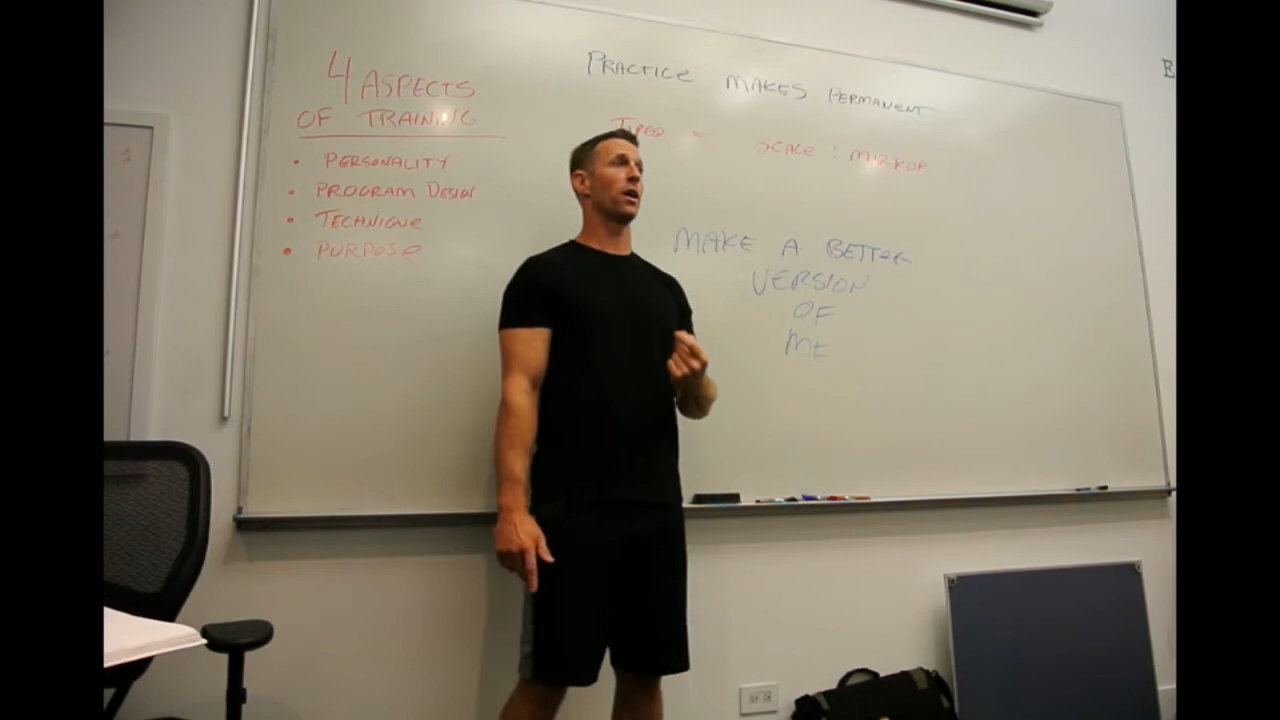 4 ASPECTS
OF TRAINING
• PERSONALITY
• PROGRAM DESIGN
• TECHNIQUE
• PURPOSE
PRACTICE MAKES PERMANENT
TIRED = SCALE : MIRROR
MAKE A BETTER
VERSION
OF
ME
E